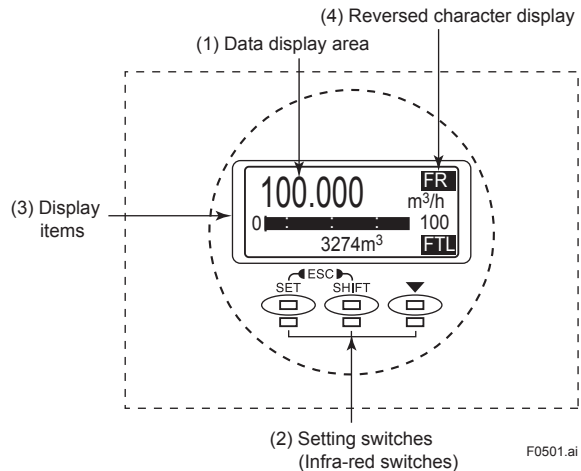 (4) Reversed character display
(1) Data display area
(3) Display
items
100.000
FR
m³/h
0
100
3274m³
FTL
ESC
SET
SHIFT
(2) Setting switches
(Infra-red switches)
F0501.ai